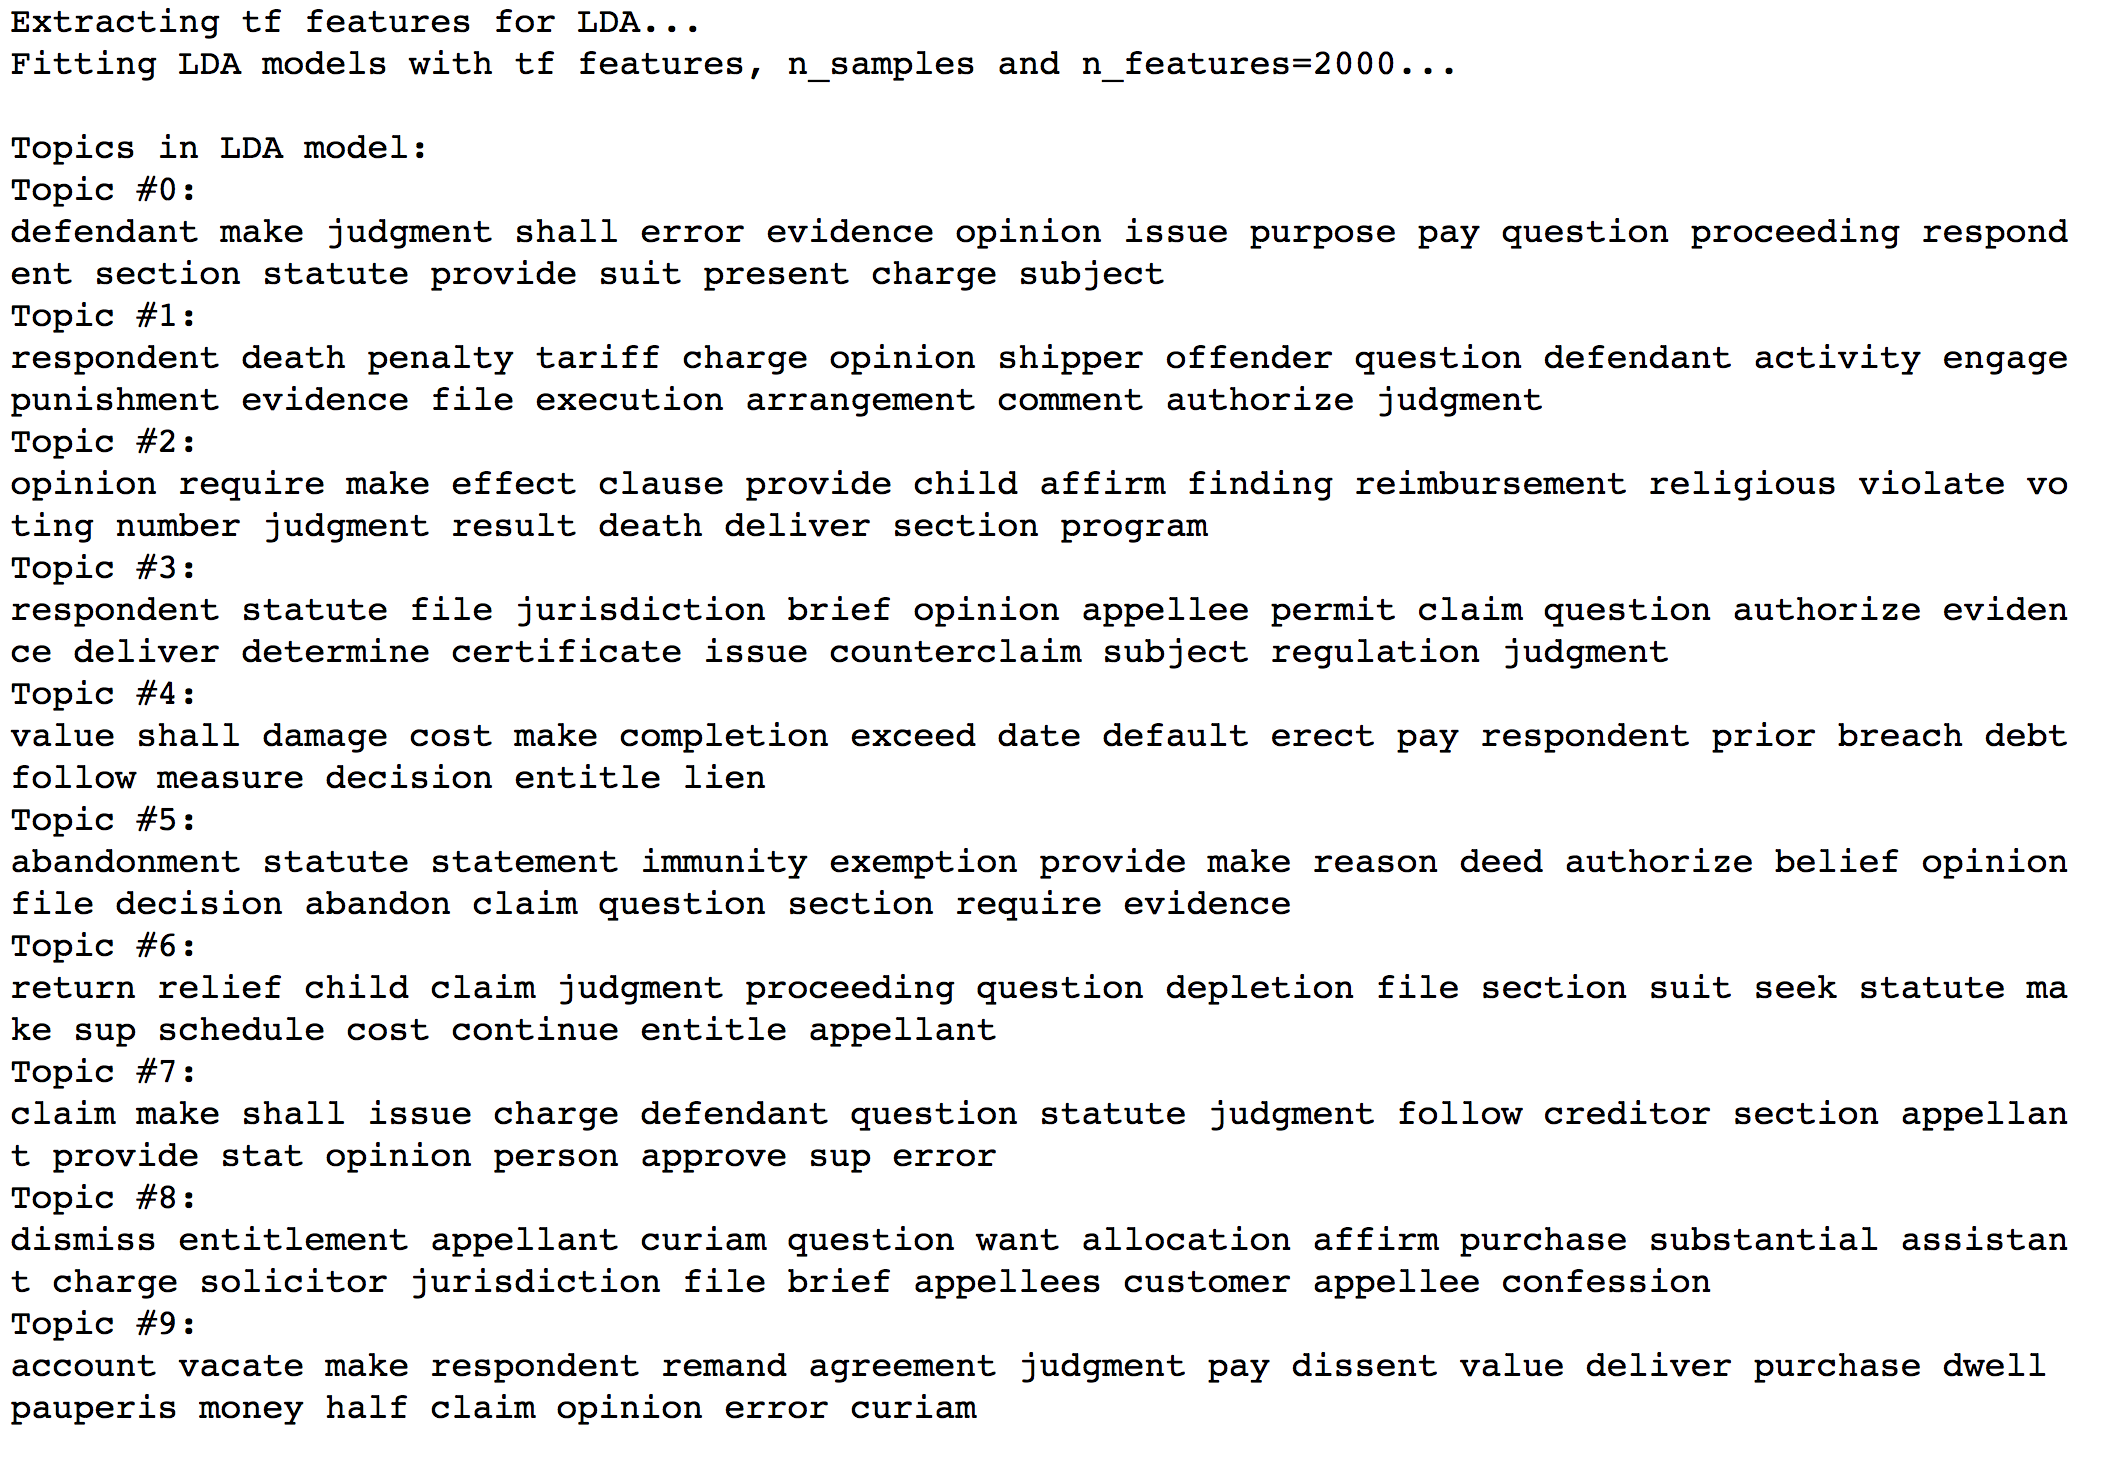 Extracting tf features for LDA...
Fitting LDA models with tf features, n_samples and n_features=2000...
Topics in LDA model:
Topic #0:
defendant make judgment shall error evidence opinion issue purpose pay question proceeding respond
ent section statute provide suit present charge subject
Topic #1:
respondent death penalty tariff charge opinion shipper offender question defendant activity engage
punishment evidence file execution arrangement comment authorize judgment
Topic #2:
opinion require make effect clause provide child affirm finding reimbursement religious violate vo
ting number judgment result death deliver section program
Topic #3:
respondent statute file jurisdiction brief opinion appellee permit claim question authorize eviden
ce deliver determine certificate issue counterclaim subject regulation judgment
Topic #4:
value shall damage cost make completion exceed date default erect pay respondent prior breach debt
follow measure decision entitle lien
Topic #5:
abandonment statute statement immunity exemption provide make reason deed authorize belief opinion
file decision abandon claim question section require evidence
Topic #6:
return relief child claim judgment proceeding question depletion file section suit seek statute ma
ke sup schedule cost continue entitle appellant
Topic #7:
claim make shall issue charge defendant question statute judgment follow creditor section appellan
t provide stat opinion person approve sup error
Topic #8:
dismiss entitlement appellant curiam question want allocation affirm purchase substantial assistan
t charge solicitor jurisdiction file brief appellees customer appellee confession
Topic #9:
account vacate make respondent remand agreement judgment pay dissent value deliver purchase dwell
pauperis money half claim opinion error curiam